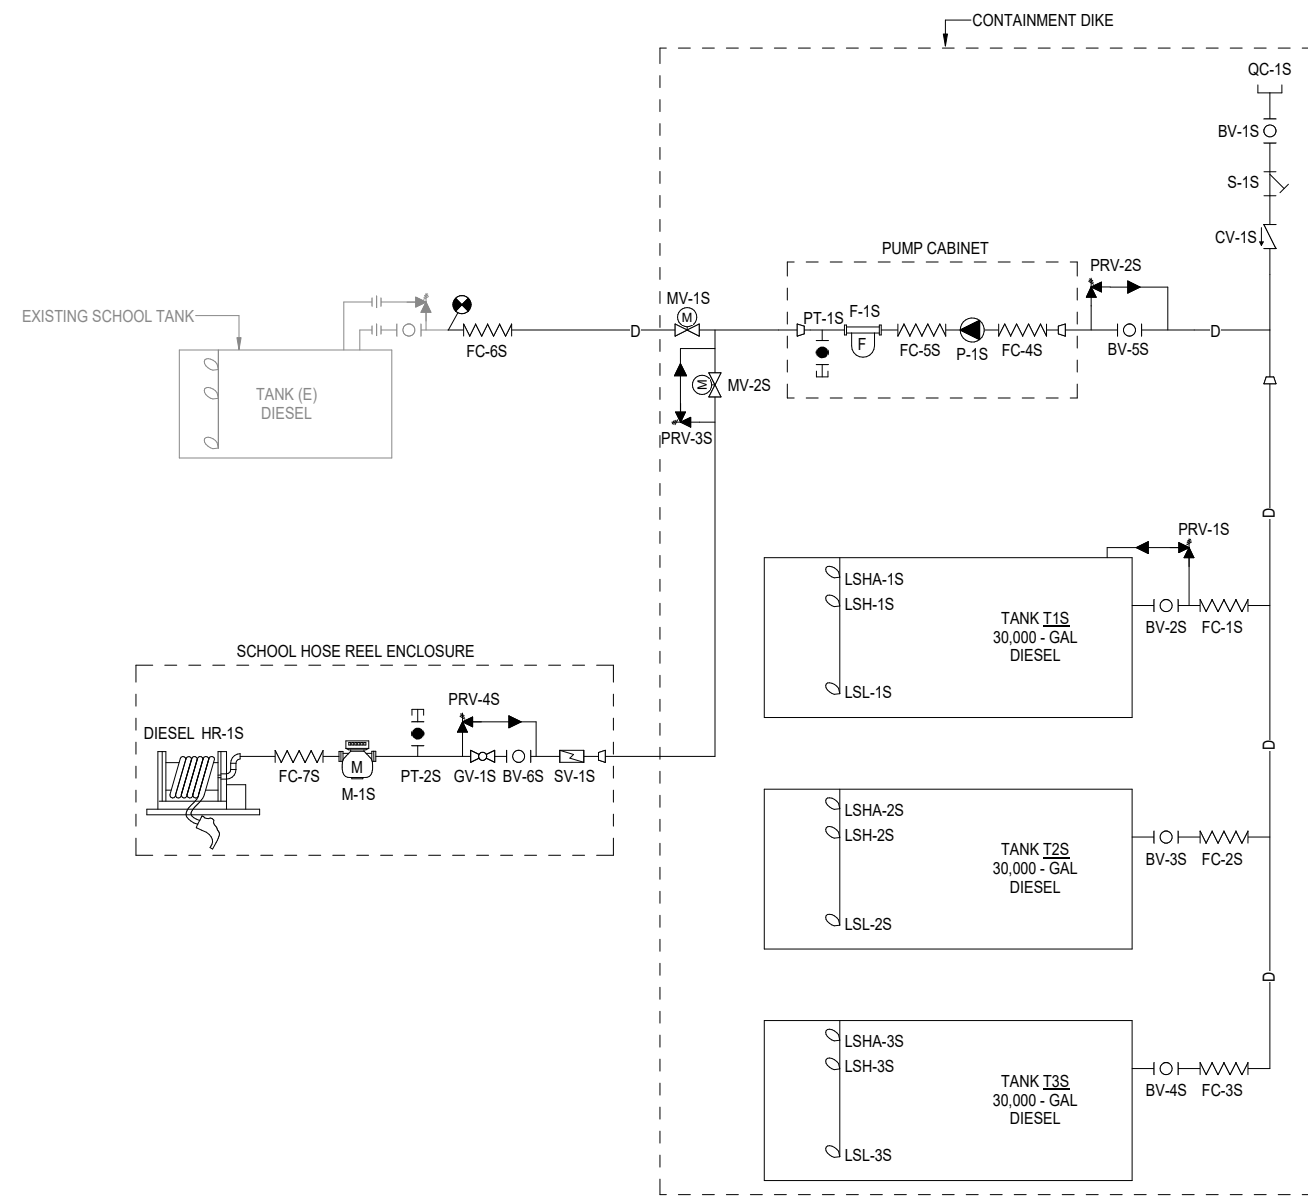 CONTAINMENT DIKE
QC-1S
BV-1S
S-1S
CV-1S
PUMP CABINET
PRV-2S
MV-1S
M
PT-1S
F-1S
F
FC-5S
P-1S
FC-4S
BV-5S
D
D
EXISTING SCHOOL TANK
FC-6S
TANK (E)
DIESEL
M
MV-2S
PRV-3S
D
PRV-1S
LSHA-1S
LSH-1S
LSL-1S
TANK T1S
30,000 - GAL
DIESEL
BV-2S
FC-1S
SCHOOL HOSE REEL ENCLOSURE
DIESEL HR-1S
FC-7S
M
M-1S
PT-2S
PRV-4S
GV-1S
BV-6S
SV-1S
D
LSHA-2S
LSH-2S
LSL-2S
TANK T2S
30,000 - GAL
DIESEL
BV-3S
FC-2S
D
LSHA-3S
LSH-3S
LSL-3S
TANK T3S
30,000 - GAL
DIESEL
BV-4S
FC-3S